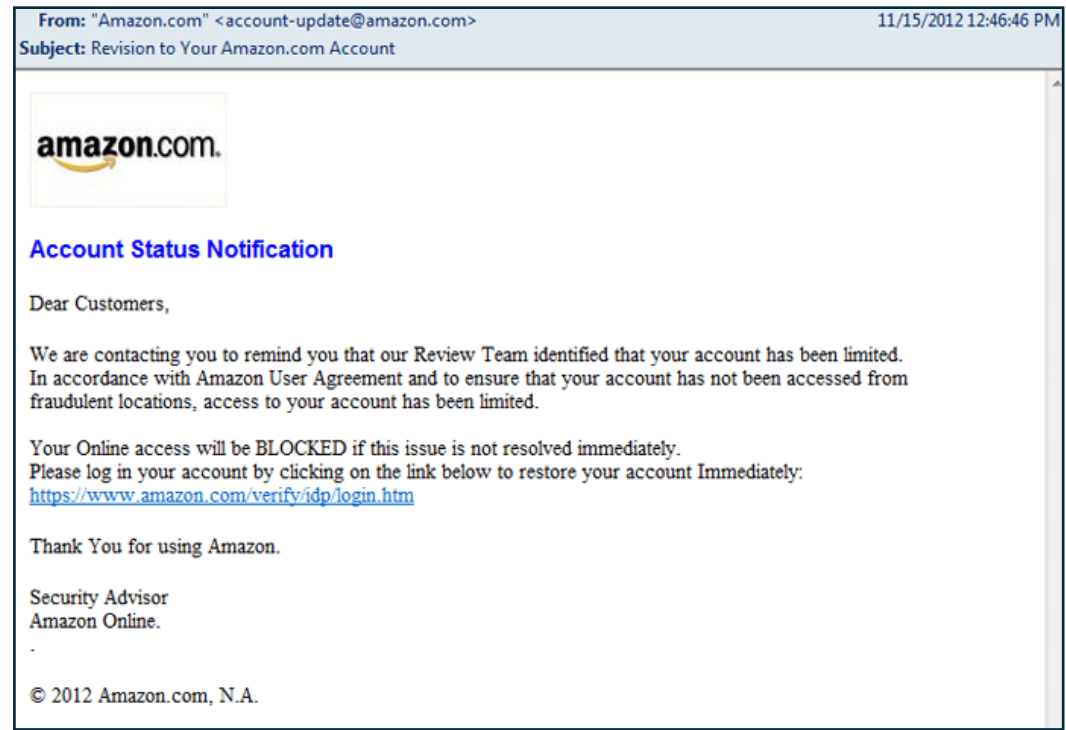 From: "Amazon.com" <account-update@amazon.com> 11/15/2012 12:46:46 PM
Subject: Revision to Your Amazon.com Account
amazon.com.
Account Status Notification
Dear Customers,
We are contacting you to remind you that our Review Team identified that your account has been limited.
In accordance with Amazon User Agreement and to ensure that your account has not been accessed from
fraudulent locations, access to your account has been limited.
Your Online access will be BLOCKED if this issue is not resolved immediately.
Please log in your account by clicking on the link below to restore your account Immediately:
https://www.amazon.com/verify/idp/login.htm
Thank You for using Amazon.
Security Advisor
Amazon Online.
.
© 2012 Amazon.com, N.A.